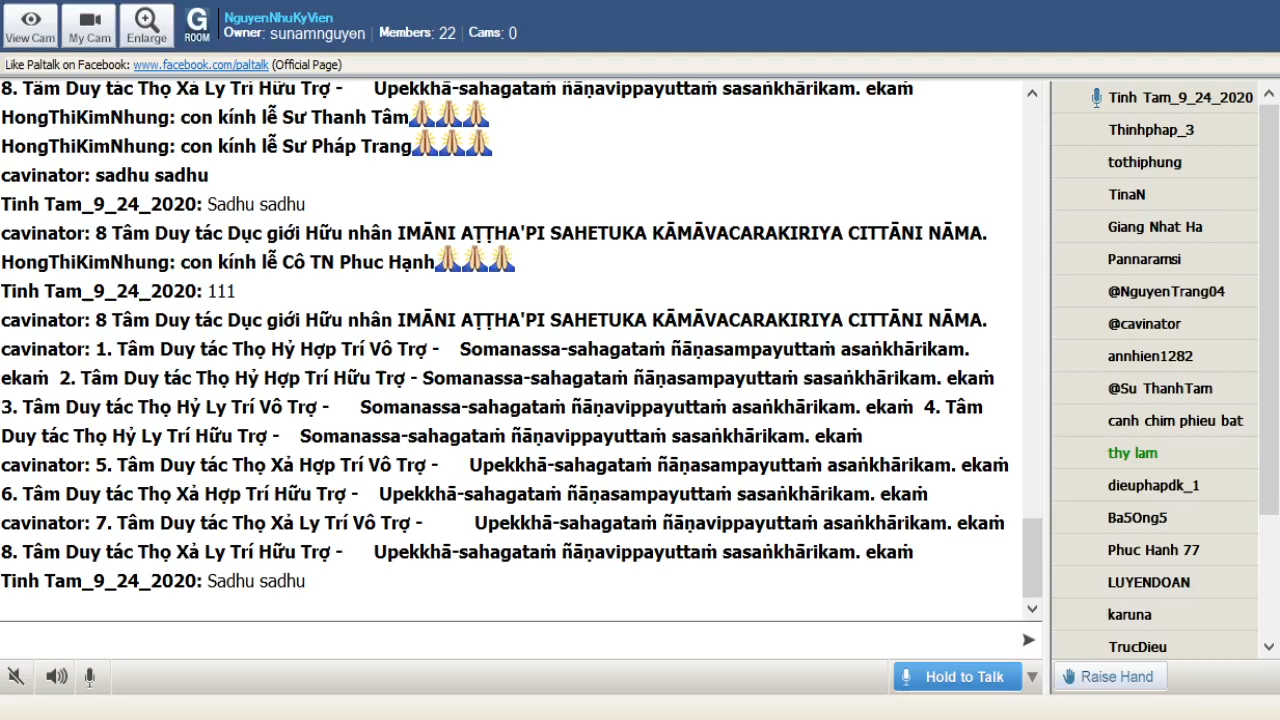 View Cam
My Cam
Enlarge
G
ROOM
NguyenNhuKyVien
Owner: sunamnguyen Members: 22 Cams: 0
Like Paltalk on Facebook: www.facebook.com/paltalk (Official Page)
8. Tâm Duy tác Thọ Xả Ly Trí Hữu Trợ - Upekkhā-sahagataṁ ñāṇavippayuttaṁ sasaṅkhārikam. ekaṁ
HongThiKimNhung: con kính lễ Sư Thanh Tâm🙏🙏🙏
HongThiKimNhung: con kính lễ Sư Pháp Trang🙏🙏🙏
cavinator: sadhu sadhu
Tinh Tam_9_24_2020: Sadhu sadhu
cavinator: 8 Tâm Duy tác Dục giới Hữu nhân IMĀNI AṬṬHA'PI SAHETUKA KĀMĀVACARAKIRIYA CITTĀNI NĀMA.
HongThiKimNhung: con kính lễ Cô TN Phuc Hạnh🙏🙏🙏
Tinh Tam_9_24_2020: 111
cavinator: 8 Tâm Duy tác Dục giới Hữu nhân IMĀNI AṬṬHA'PI SAHETUKA KĀMĀVACARAKIRIYA CITTĀNI NĀMA.
cavinator: 1. Tâm Duy tác Thọ Hỷ Hợp Trí Vô Trợ - Somanassa-sahagataṁ ñāṇasampayuttaṁ asaṅkhārikam.
ekaṁ 2. Tâm Duy tác Thọ Hỷ Hợp Trí Hữu Trợ - Somanassa-sahagataṁ ñāṇasampayuttaṁ sasaṅkhārikam. ekaṁ
3. Tâm Duy tác Thọ Hỷ Ly Trí Vô Trợ - Somanassa-sahagataṁ ñāṇavippayuttaṁ asaṅkhārikam. ekaṁ 4. Tâm
Duy tác Thọ Hỷ Ly Trí Hữu Trợ - Somanassa-sahagataṁ ñāṇavippayuttaṁ sasaṅkhārikam. ekaṁ
cavinator: 5. Tâm Duy tác Thọ Xả Hợp Trí Vô Trợ - Upekkhā-sahagataṁ ñāṇasampayuttaṁ asaṅkhārikam. ekaṁ
6. Tâm Duy tác Thọ Xả Hợp Trí Hữu Trợ - Upekkhā-sahagataṁ ñāṇasampayuttaṁ sasaṅkhārikam. ekaṁ
cavinator: 7. Tâm Duy tác Thọ Xả Ly Trí Vô Trợ - Upekkhā-sahagataṁ ñāṇavippayuttaṁ asaṅkhārikam. ekaṁ
8. Tâm Duy tác Thọ Xả Ly Trí Hữu Trợ - Upekkhā-sahagataṁ ñāṇavippayuttaṁ sasaṅkhārikam. ekaṁ
Tinh Tam_9_24_2020: Sadhu sadhu
Tinh Tam_9_24_2020
Thinhphap_3
tothiphung
TinaN
Giang Nhat Ha
Pannaramsi
@NguyenTrang04
@cavinator
annhien1282
@Su ThanhTam
canh chim phieu bat
thy lam
dieuphapdk_1
Ba5Ong5
Phuc Hanh 77
LUYENDOAN
karuna
TrucDieu
Hold to Talk
Raise Hand